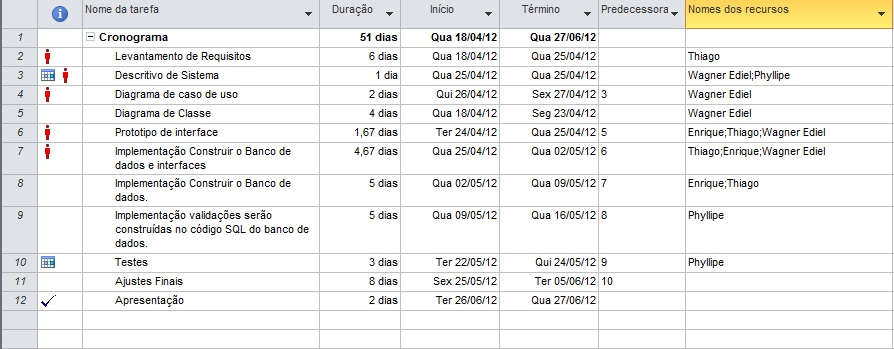 Nome da tarefa Duração Início Término Predecessora Nomes dos recursos
1 Cronograma 51 dias Qua 18/04/12 Qua 27/06/12
2 Levantamento de Requisitos 6 dias Qua 18/04/12 Qua 25/04/12 Thiago
3 Descritivo de Sistema 1 dia Qua 25/04/12 Qua 25/04/12 Wagner Ediel;Phyllipe
4 Diagrama de caso de uso 2 dias Qui 26/04/12 Sex 27/04/12 3 Wagner Ediel
5 Diagrama de Classe 4 dias Qua 18/04/12 Seg 23/04/12 Wagner Ediel
6 Prototipo de interface 1,67 dias Ter 24/04/12 Qua 25/04/12 5 Enrique;Thiago;Wagner Ediel
7 Implementação Construir o Banco de 4,67 dias Qua 25/04/12 Qua 02/05/12 6 Thiago;Enrique;Wagner Ediel
dados e interfaces
8 Implementação Construir o Banco de 5 dias Qua 02/05/12 Qua 09/05/12 7 Enrique;Thiago
dados.
9 Implementação validações serão 5 dias Qua 09/05/12 Qua 16/05/12 8 Phyllipe
construídas no código SQL do banco de
dados.
10 Testes 3 dias Ter 22/05/12 Qui 24/05/12 9 Phyllipe
11 Ajustes Finais 8 dias Sex 25/05/12 Ter 05/06/12 10
12 Apresentação 2 dias Ter 26/06/12 Qua 27/06/12